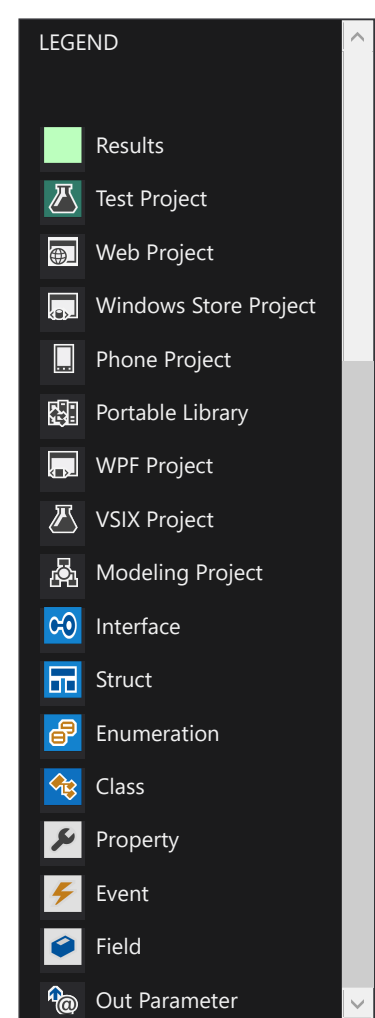 LEGEND
Results
Test Project
Web Project
Windows Store Project
Phone Project
Portable Library
WPF Project
VSIX Project
Modeling Project
Interface
Struct
Enumeration
Class
Property
Event
Field
Out Parameter